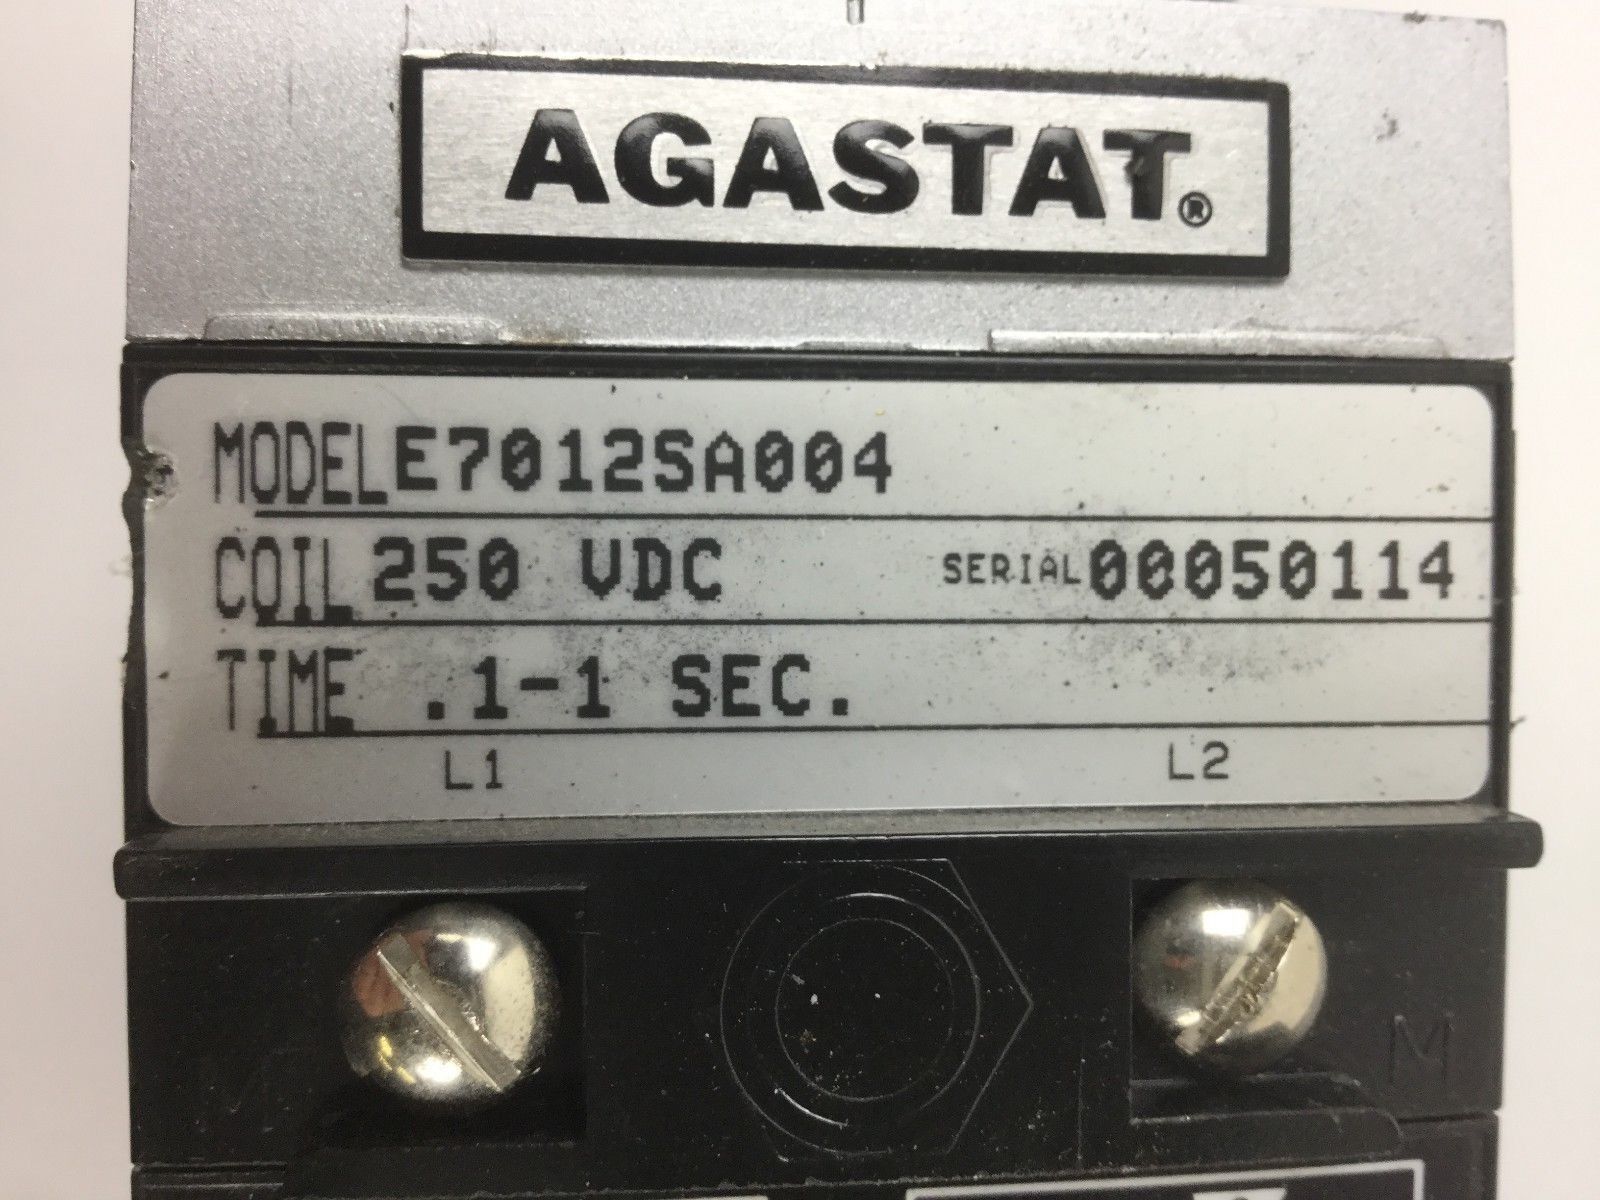 AGASTAT®
MODEL E7012SA004
COIL 250 VDC SERIAL 00050114
TIME .1-1 SEC.
L1 L2
M